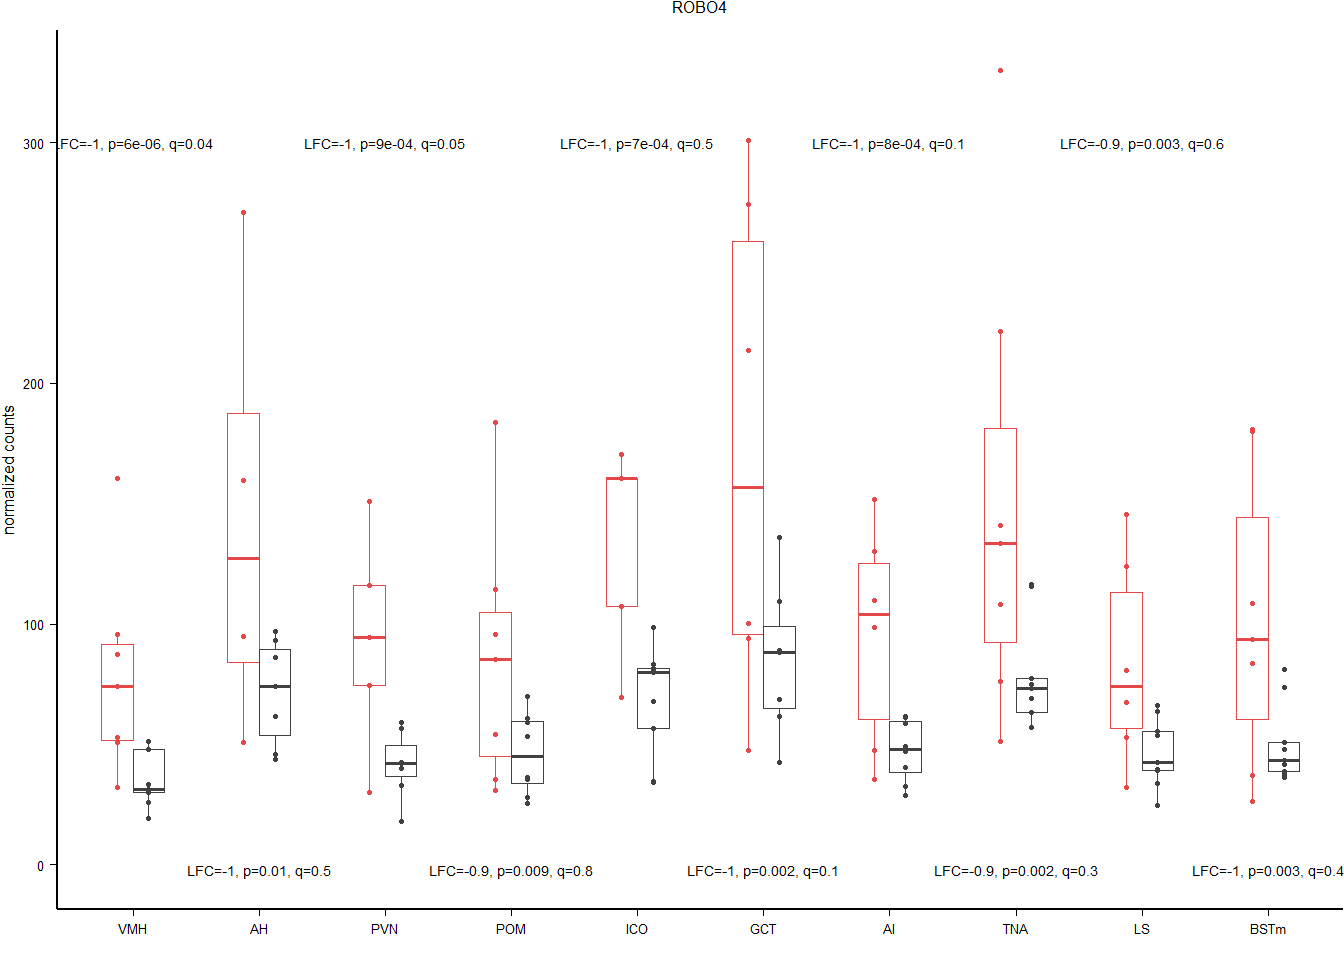 ROBO4
normalized counts
300
200
100
0
LFC=-1, p=6e-06, q=0.04
LFC=-1, p=9e-04, q=0.05
LFC=-1, p=7e-04, q=0.5
LFC=-1, p=8e-04, q=0.1
LFC=-0.9, p=0.003, q=0.6
LFC=-1, p=0.01, q=0.5
LFC=-0.9, p=0.009, q=0.8
LFC=-1, p=0.002, q=0.1
LFC=-0.9, p=0.002, q=0.3
LFC=-1, p=0.003, q=0.4
VMH
AH
PVN
POM
ICO
GCT
AI
TNA
LS
BSTm